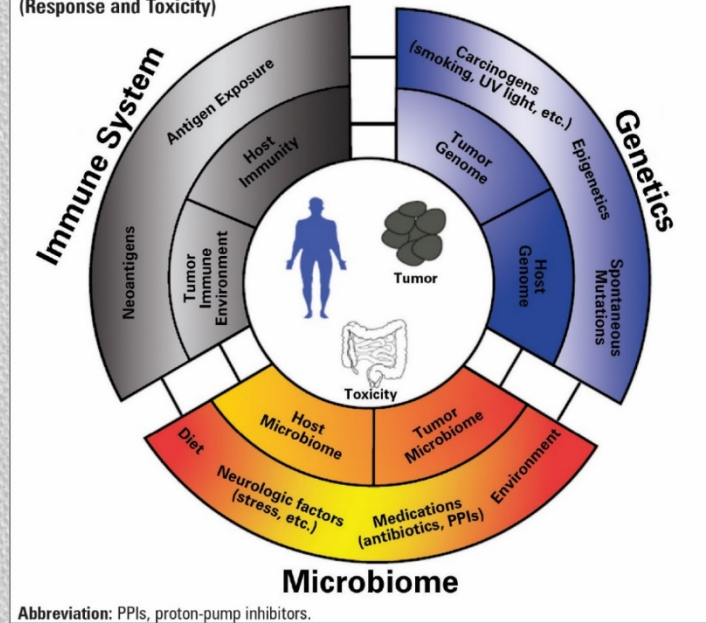 (Response and Toxicity)
Immune System
Antigen Exposure
Neoantigens
Host
Immunity
Tumor
Immune
Environment
Genetics
Carcinogens
(smoking, UV light, etc.)
Epigenetics
Spontaneous
Mutations
Tumor
Genome
Host
Genome
Tumor
Toxicity
Host
Microbiome
Tumor
Microbiome
Diet
Neurologic factors
(stress, etc.)
Medications
(antibiotics, PPIs)
Environment
Microbiome
Abbreviation: PPIs, proton-pump inhibitors.